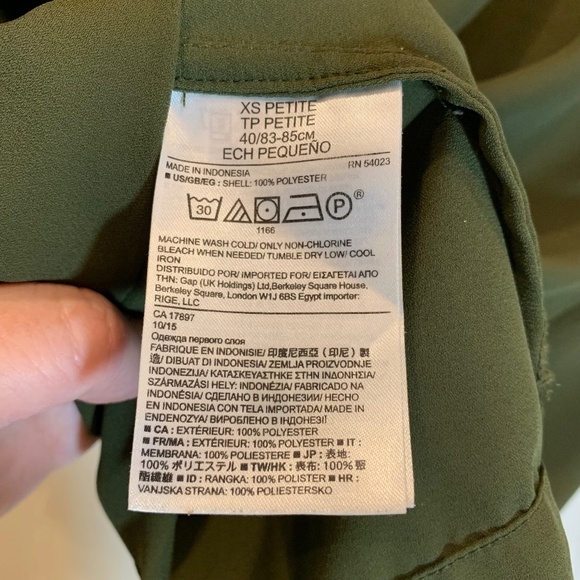 XS PETITE
TP PETITE
40/83-85CM
ECH PEQUEÑO
MADE IN INDONESIA
RN 54023
■ US/GB/EG : SHELL: 100% POLYESTER
30
P
®
1166
MACHINE WASH COLD/ ONLY NON-CHLORINE
BLEACH WHEN NEEDED/ TUMBLE DRY LOW/ COOL
IRON
DISTRIBUIDO POR/ IMPORTED FOR/ ΕΙΣΑΓΕΤΑΙ ΑΠΟ
ΤΗΝ: Gap (UK Holdings) Ltd,Berkeley Square House,
Berkeley Square, London W1J 6BS Egypt importer:
RIGE, LLC
CA 17897
10/15
Одежда первого слоя
FABRIQUE EN INDONISIE/ 印度尼西亞 (印尼) 製
造/ DIBUAT DI INDONESIA/ ZEMLJA PROIZVODNJE
INDONEZIJA/ ΚΑΤΑΣΚΕΥΑΣΤΗΚΕ ΣΤΗΝ ΙΝΔΟΝΗΣΙΑ/
SZÁRMAZÁSI HELY: INDONÉZIA/ FABRICADO NA
INDONÉSIA/ СДЕЛАНО В ИНДОНЕЗИИ/ HECHO
EN INDONESIA CON TELA IMPORTADA/ MADE IN
ENDENOZYA/ ВИРОБЛЕНО В ІНДОНЕЗІЇ
■ CA : EXTÉRIEUR: 100% POLYESTER
■ FR/MA : EXTÉRIEUR: 100% POLYESTER ■ IT :
MEMBRANA: 100% POLIESTERE ■ JP : 表地:
100% ポリエステル ■ TW/HK : 表布: 100% 聚
酯纖維 ■ ID : RANGKA: 100% POLISTER ■ HR :
VANJSKA STRANA: 100% POLIESTERSKO